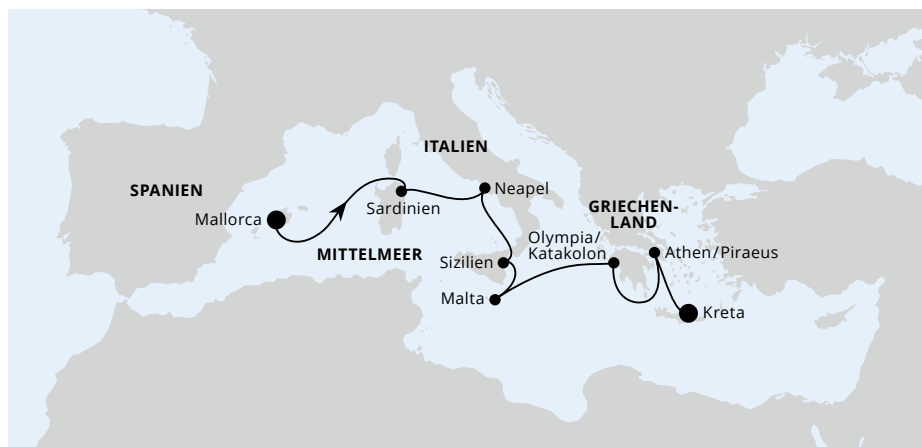 ITALIEN
SPANIEN
Neapel
Sardinien
Mallorca
GRIECHEN-
LAND
MITTELMEER
Olympia/
Katakolon
Athen/Piraeus
Sizilien
Malta
Kreta